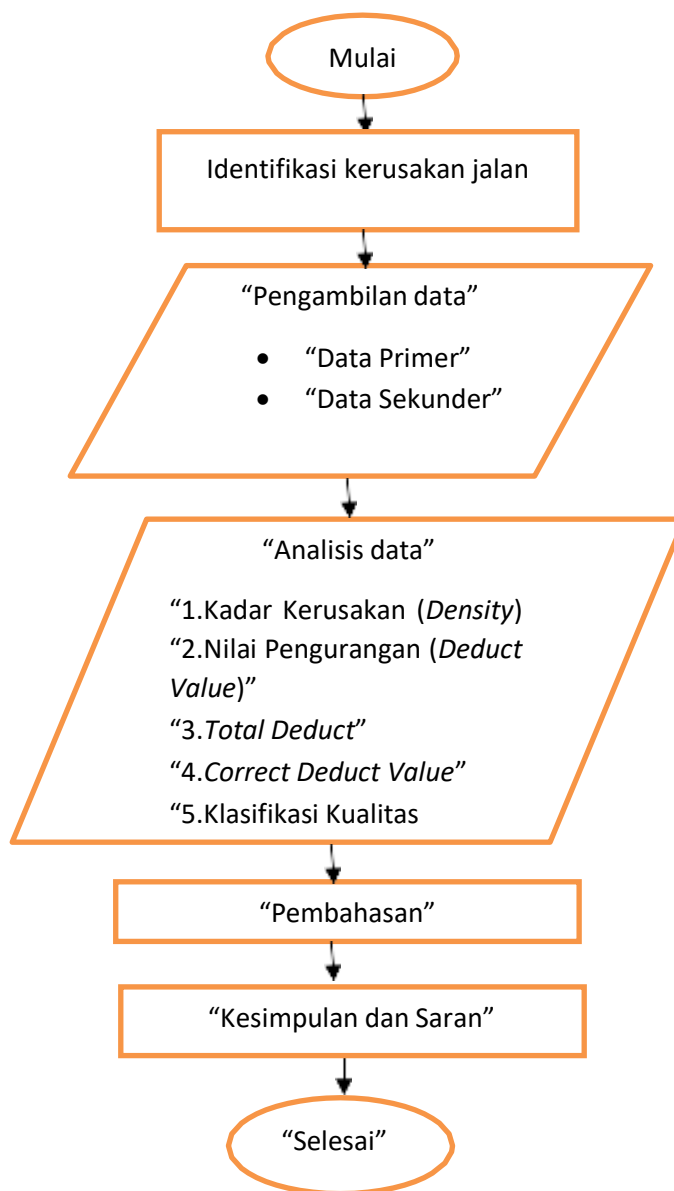 Mulai
Identifikasi kerusakan jalan
“Pengambilan data”
• “Data Primer”
• “Data Sekunder”
“Analisis data”
“1.Kadar Kerusakan (Density)
“2.Nilai Pengurangan (Deduct
Value)”
“3.Total Deduct”
“4.Correct Deduct Value”
“5.Klasifikasi Kualitas
“Pembahasan”
“Kesimpulan dan Saran”
“Selesai”